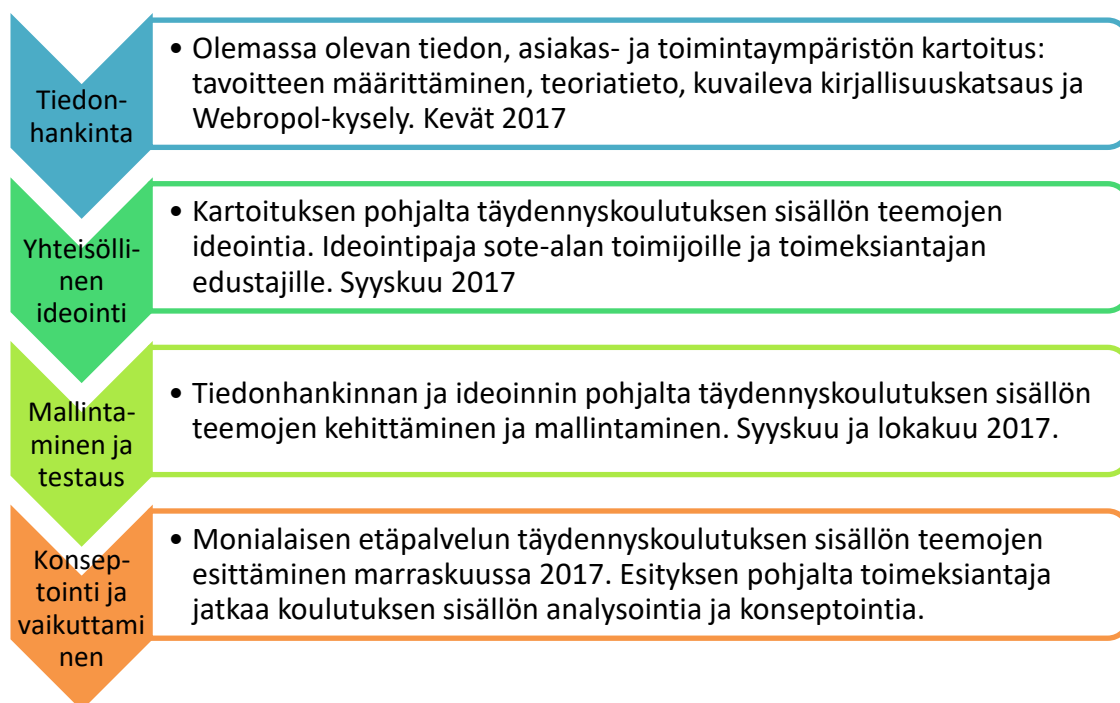 Tiedon-
hankinta
• Olemassa olevan tiedon, asiakas- ja toimintaympäristön kartoitus:
tavoitteen määrittäminen, teoriatieto, kuvaileva kirjallisuuskatsaus ja
Webropol-kysely. Kevät 2017
Yhteisölli-
nen
ideointi
• Kartoituksen pohjalta täydennyskoulutuksen sisällön teemojen
ideointia. Ideointipaja sote-alan toimijoille ja toimeksiantajan
edustajille. Syyskuu 2017
Mallinta-
minen ja
testaus
• Tiedonhankinnan ja ideoinnin pohjalta täydennyskoulutuksen sisällön
teemojen kehittäminen ja mallintaminen. Syyskuu ja lokakuu 2017.
Konsep-
tointi ja
vaikuttami
nen
• Monialaisen etäpalvelun täydennyskoulutuksen sisällön teemojen
esittäminen marraskuussa 2017. Esityksen pohjalta toimeksiantaja
jatkaa koulutuksen sisällön analysointia ja konseptointia.